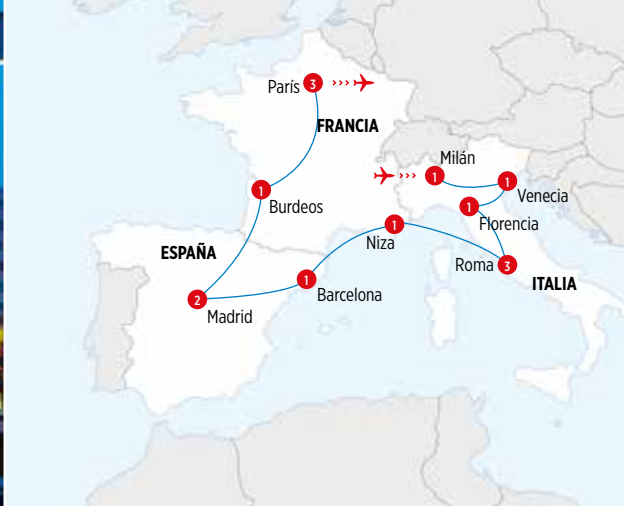 París 3
FRANCIA
Milán
1
1
Venecia
1
Burdeos
1
Florencia
1
Niza
ESPAÑA
Roma 3
ITALIA
1
Barcelona
2
Madrid